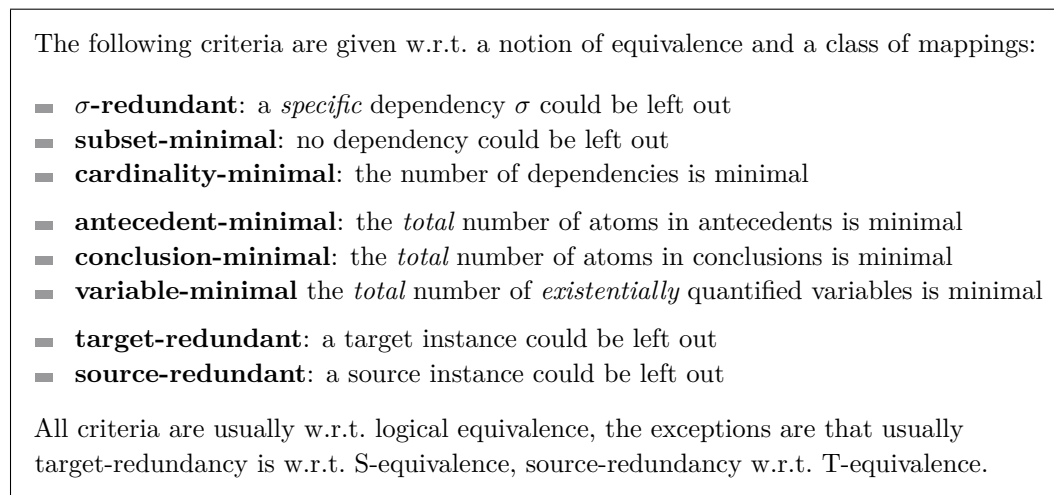 The following criteria are given w.r.t. a notion of equivalence and a class of mappings:
σ-redundant: a specific dependency σ could be left out
subset-minimal: no dependency could be left out
cardinality-minimal: the number of dependencies is minimal
antecedent-minimal: the total number of atoms in antecedents is minimal
conclusion-minimal: the total number of atoms in conclusions is minimal
variable-minimal the total number of existentially quantified variables is minimal
target-redundant: a target instance could be left out
source-redundant: a source instance could be left out
All criteria are usually w.r.t. logical equivalence, the exceptions are that usually
target-redundancy is w.r.t. S-equivalence, source-redundancy w.r.t. T-equivalence.